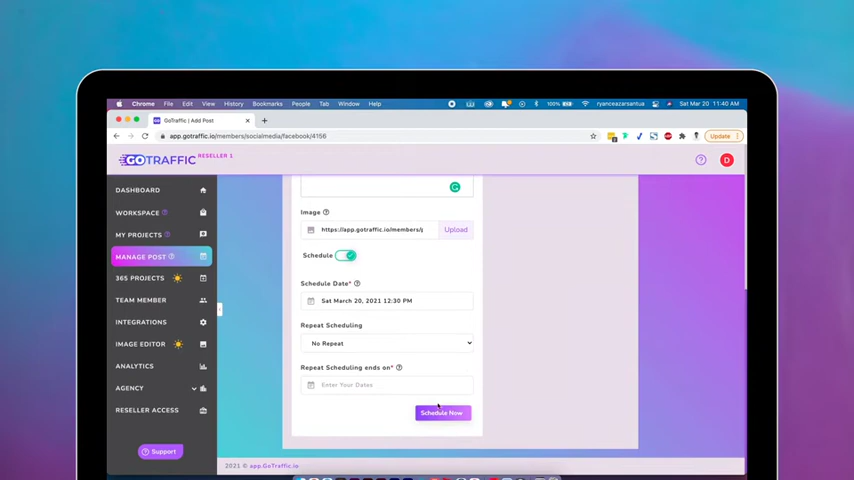 Chrome File Edit View History Bookmarks People Tab Window Help 100% ryanceazarsantua Sat Mar 20 11:40 AM
GoTraffic | Add Post
app.gotraffic.io/members/socialmedia/facebook/4156 Update
GOTRAFFIC RESELLER 1 D
DASHBOARD
WORKSPACE
MY PROJECTS
MANAGE POST
365 PROJECTS
TEAM MEMBER
INTEGRATIONS
IMAGE EDITOR
ANALYTICS
AGENCY
RESELLER ACCESS
Support
Image
https://app.gotraffic.io/members/p Upload
Schedule
Schedule Date*
Sat March 20, 2021 12:30 PM
Repeat Scheduling
No Repeat
Repeat Scheduling ends on*
Enter Your Dates
Schedule Now
2021 © app.GoTraffic.io